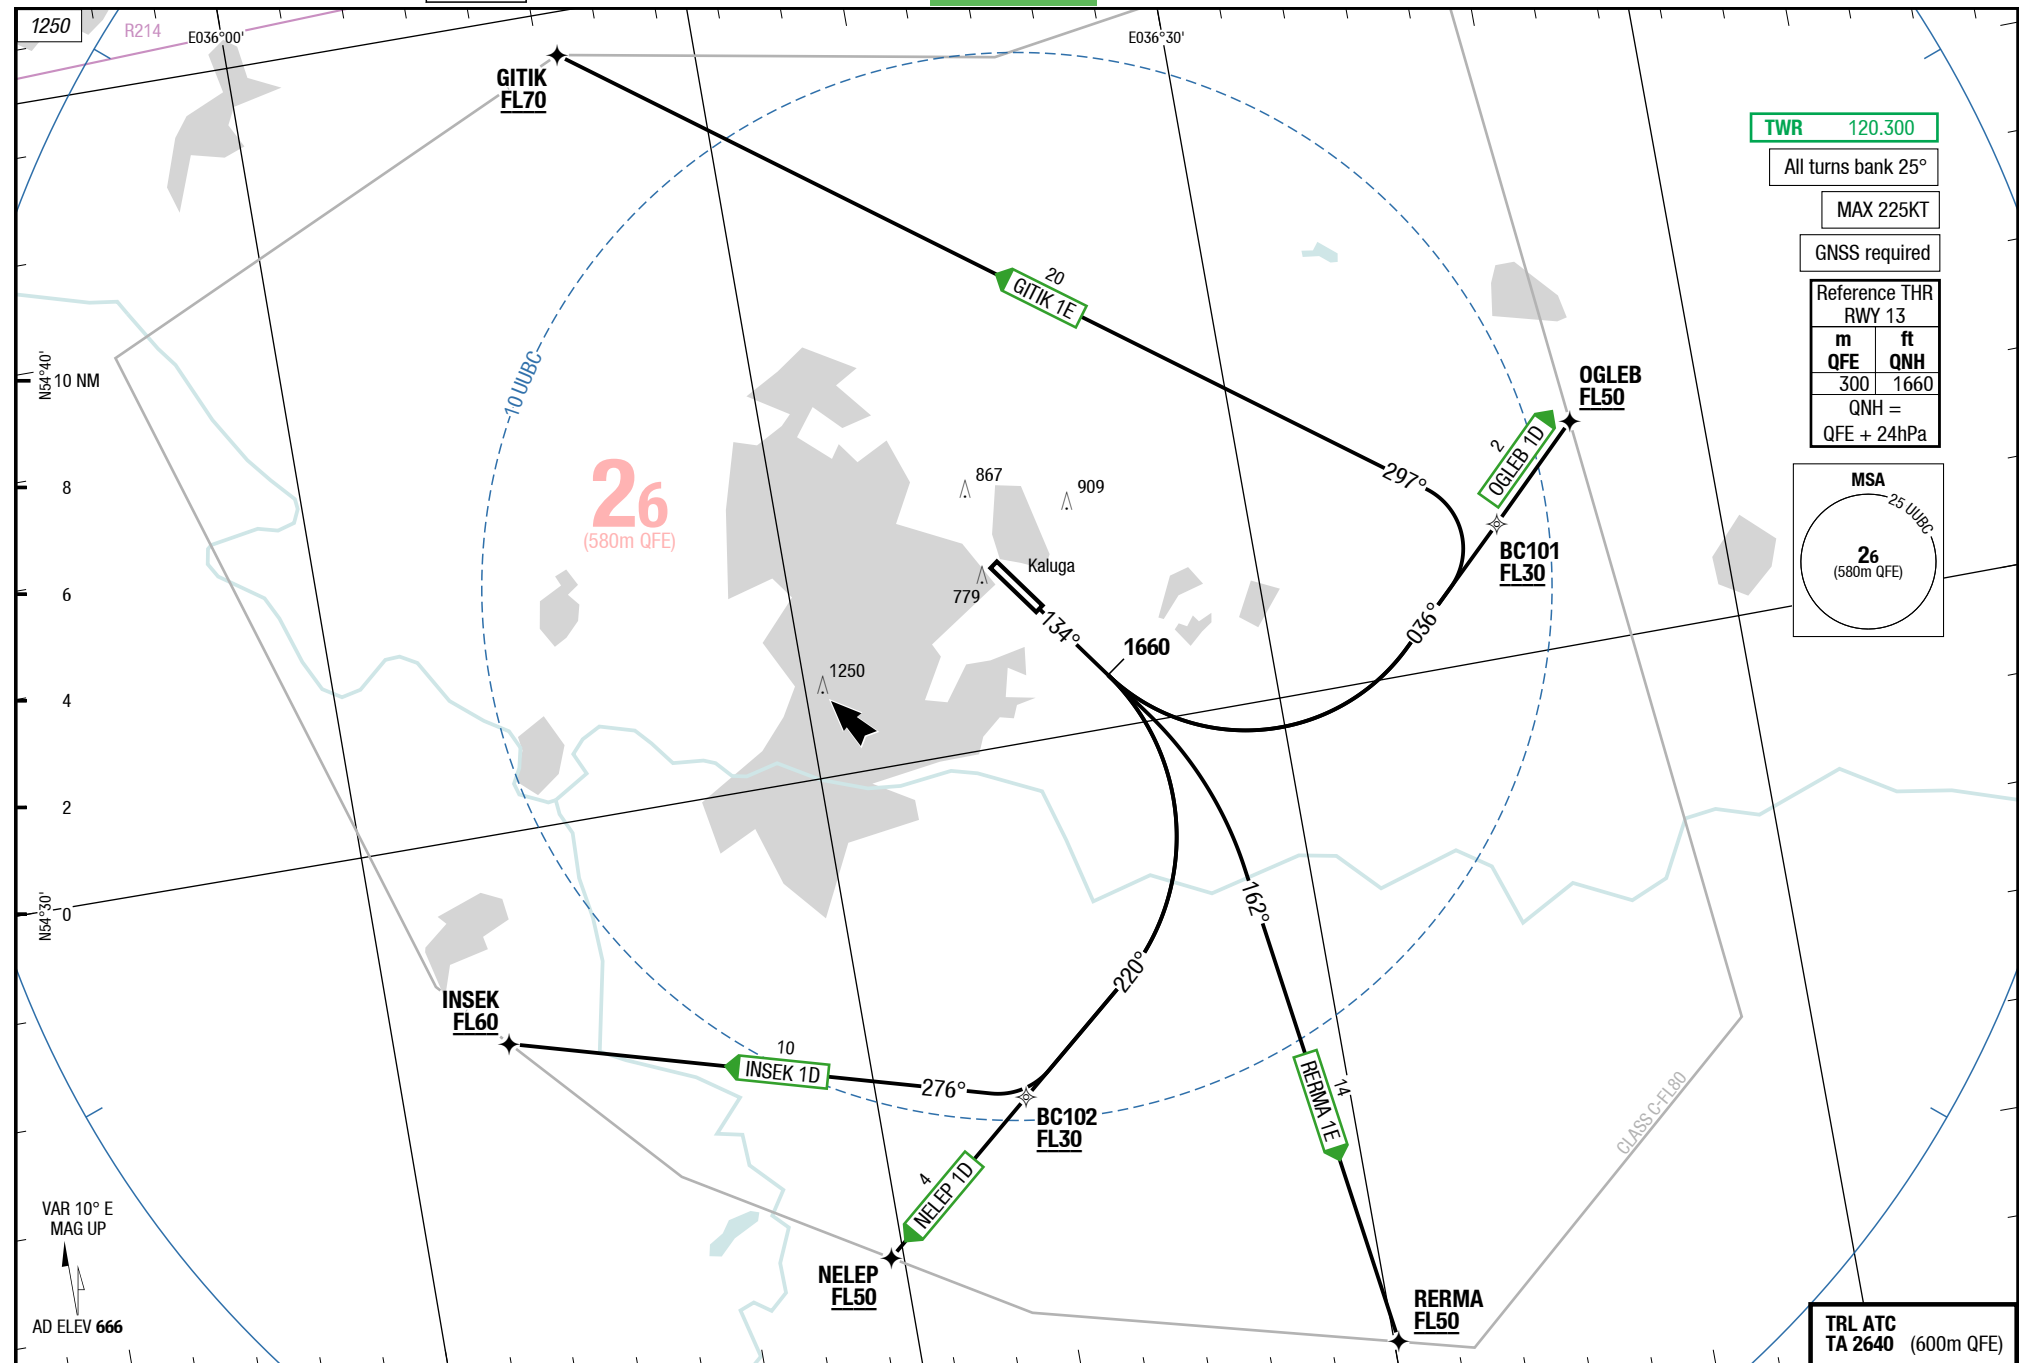 1250
R214
E036°00'
E036°30'
GITIK
FL70
TWR 120.300
All turns bank 25°
MAX 225KT
GNSS required
Reference THR
RWY 13
m ft
QFE QNH
300 1660
QNH =
QFE + 24hPa
MSA
25 UUBC
26
(580m QFE)
20
GITIK 1E
10 UUBC
N54°40'
10 NM
8
6
4
2
0
N54°30'
OGLEB
FL50
2
OGLEB 1D
297°
26
(580m QFE)
867
909
BC101
FL30
Kaluga
779
134°
036°
1660
1250
162°
220°
INSEK
FL60
10
INSEK 1D
276°
BC102
FL30
14
RERMA 1E
CLASS C-FL80
4
NELEP 1D
VAR 10° E
MAG UP
AD ELEV 666
NELEP
FL50
RERMA
FL50
TRL ATC
TA 2640 (600m QFE)